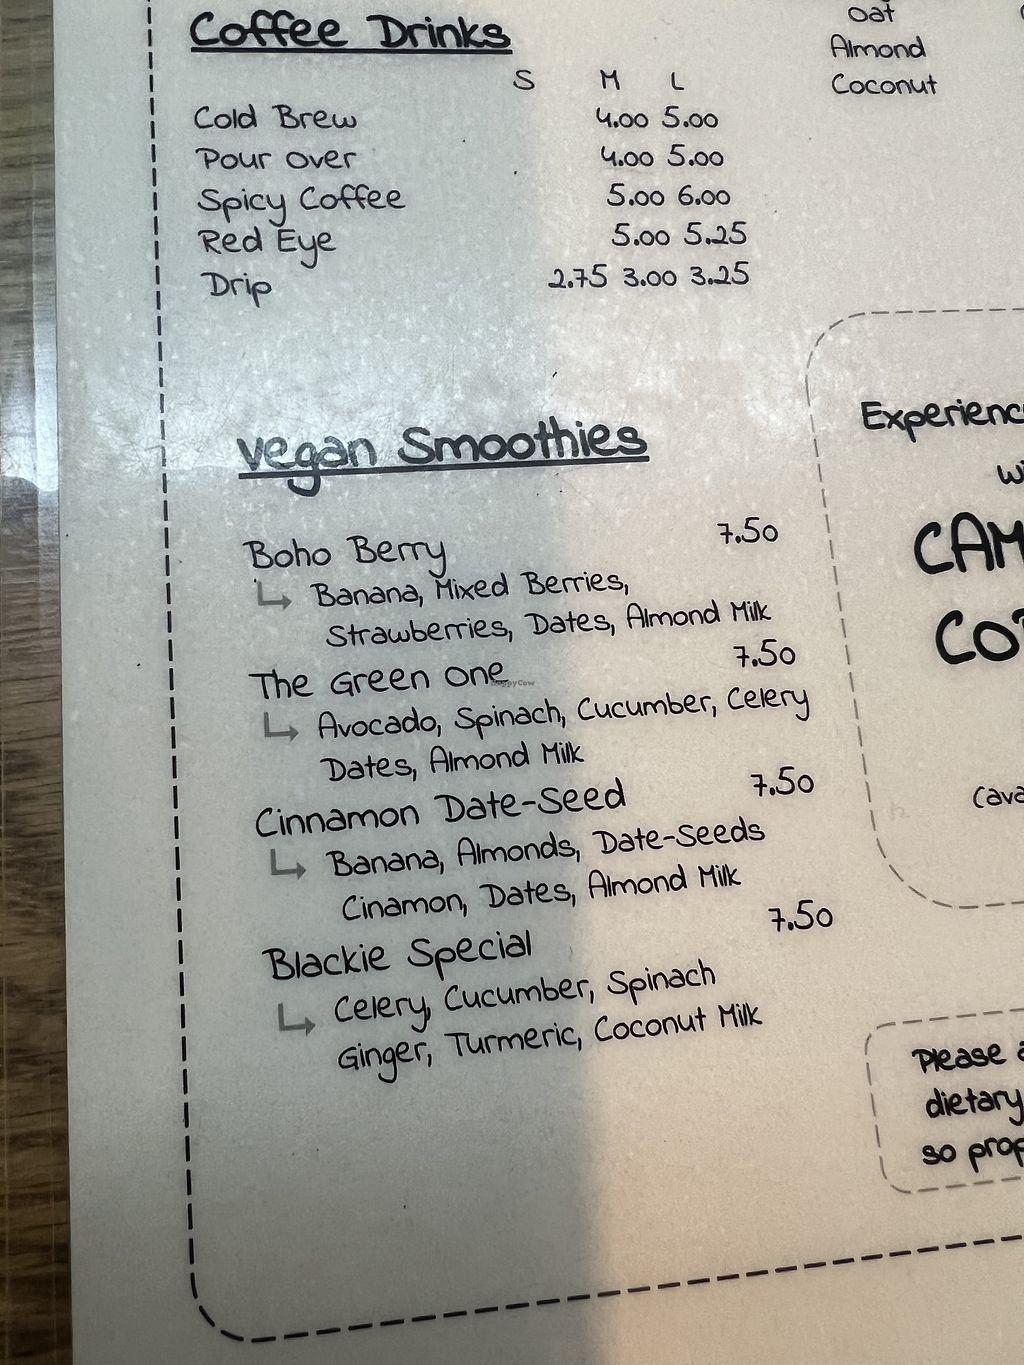 Coffee Drinks
S M L
Cold Brew 4.00 5.00
Pour over 4.00 5.00
Spicy Coffee 5.00 6.00
Red Eye 5.00 5.25
Drip 2.75 3.00 3.25
oat
Almond
Coconut
vegan Smoothies
Boho Berry 7.50
Banana, Mixed Berries,
Strawberries, Dates, Almond Milk
The Green One 7.50
Avocado, Spinach, Cucumber, Celery
Dates, Almond Milk
Cinnamon Date-Seed 7.50
Banana, Almonds, Date-Seeds
Cinamon, Dates, Almond Milk
Blackie Special 7.50
Celery, Cucumber, Spinach
Ginger, Turmeric, Coconut Milk
HappyCow
Experienc
wi
CAM
CO
cava
Please a
dietary
so prop